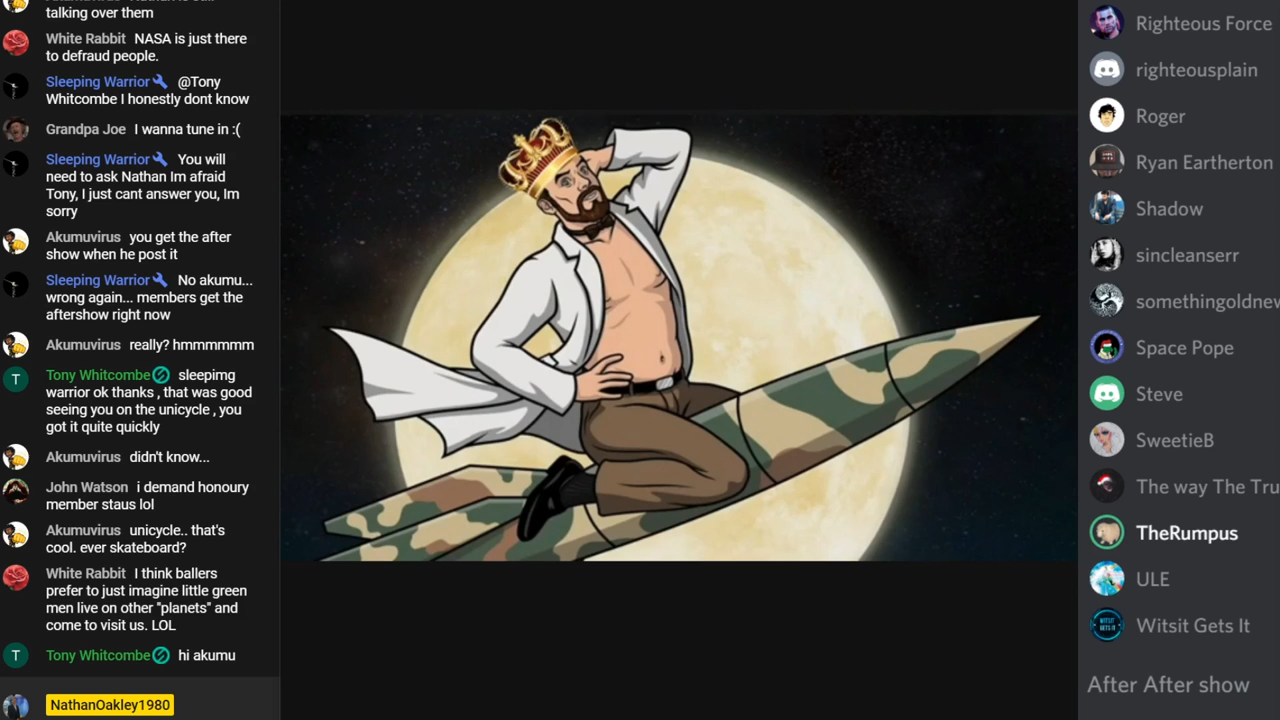 talking over them
White Rabbit NASA is just there
to defraud people.
Sleeping Warrior @Tony
Whitcombe I honestly dont know
Grandpa Joe I wanna tune in :(
Sleeping Warrior You will
need to ask Nathan Im afraid
Tony, I just cant answer you, Im
sorry
Akumuvirus you get the after
show when he post it
Sleeping Warrior No akumu...
wrong again... members get the
aftershow right now
Akumuvirus really? hmmmmmm
Tony Whitcombe sleepimg
warrior ok thanks , that was good
seeing you on the unicycle , you
got it quite quickly
Akumuvirus didn't know...
John Watson i demand honoury
member staus lol
Akumuvirus unicycle.. that's
cool. ever skateboard?
White Rabbit I think ballers
prefer to just imagine little green
men live on other "planets" and
come to visit us. LOL
Tony Whitcombe hi akumu
T
T
NathanOakley1980
Righteous Force
righteousplain
Roger
Ryan Eartherton
Shadow
sincleanserr
somethingoldnew
Space Pope
Steve
SweetieB
The way The Tru
TheRumpus
ULE
WITSIT
GETS IT
Witsit Gets It
After After show